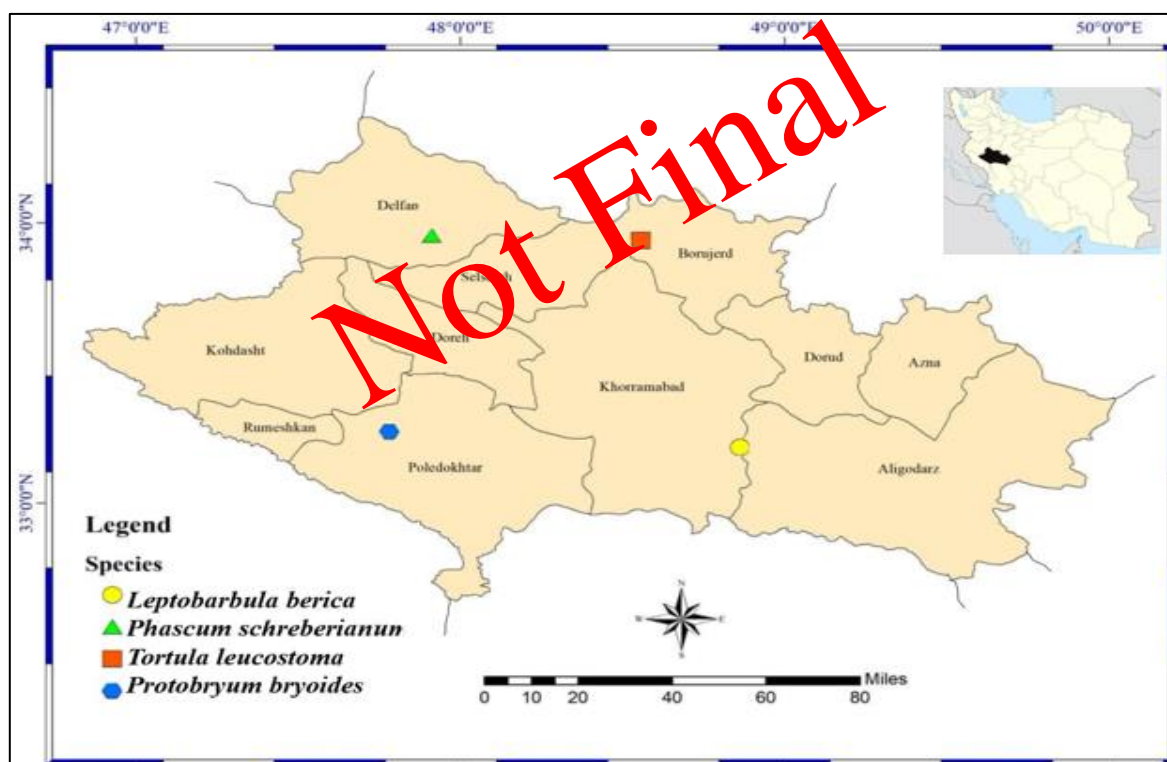 47°0'0"E 48°0'0"E 49°0'0"E 50°0'0"E
34°0'0"N
33°0'0"N
Not Final
Delfan
Borujerd
Kohdasht
Doreh
Khorramabad
Dorud
Azna
Rumeshkan
Poledokhtar
Aligodarz
Legend
Species
Leptobarbula berica
Phascum schreberianun
Tortula leucostoma
Protobryum bryoides
N
W E
S
Miles
0 10 20 40 60 80